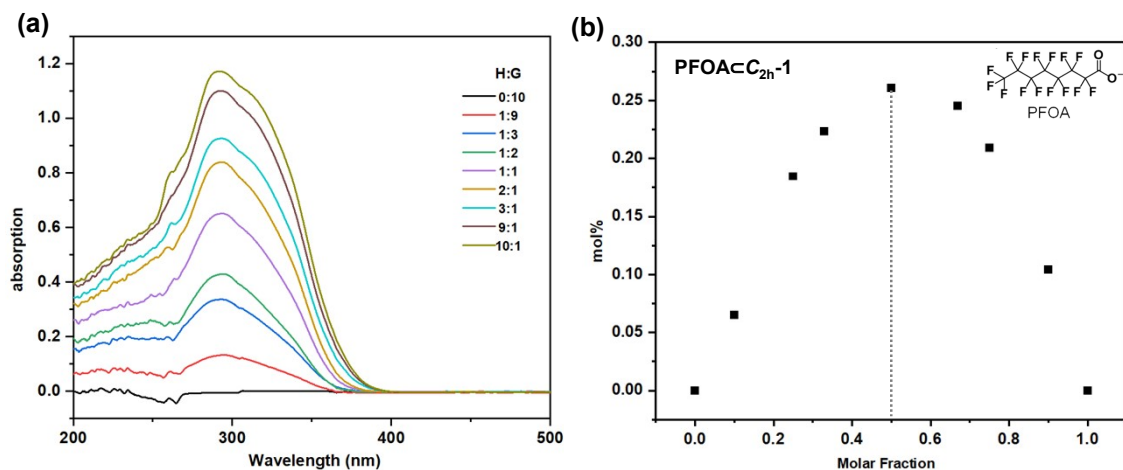 (a)
1.2
1.0
0.8
0.6
0.4
0.2
0.0
absorption
200
300
400
500
Wavelength (nm)
H:G
0:10
1:9
1:3
1:2
1:1
2:1
3:1
9:1
10:1
(b)
0.30
0.25
0.20
0.15
0.10
0.05
0.00
mol%
0.0
0.2
0.4
0.6
0.8
1.0
Molar Fraction
PFOA⊂C2h-1
F F F F F F O
F
F O−
F
F F F F F F
PFOA